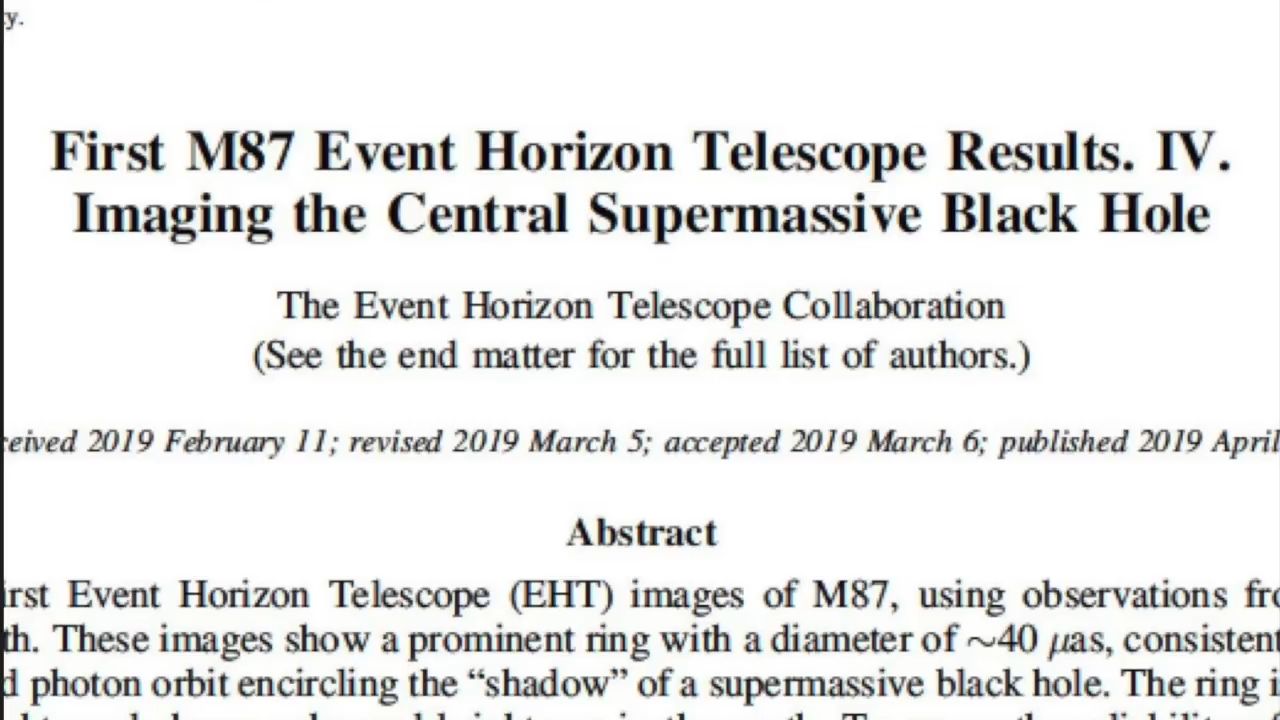 y.
First M87 Event Horizon Telescope Results. IV.
Imaging the Central Supermassive Black Hole
The Event Horizon Telescope Collaboration
(See the end matter for the full list of authors.)
ceived 2019 February 11; revised 2019 March 5; accepted 2019 March 6; published 2019 April
Abstract
irst Event Horizon Telescope (EHT) images of M87, using observations fro
th. These images show a prominent ring with a diameter of ~40 μas, consistent
d photon orbit encircling the “shadow” of a supermassive black hole. The ring i